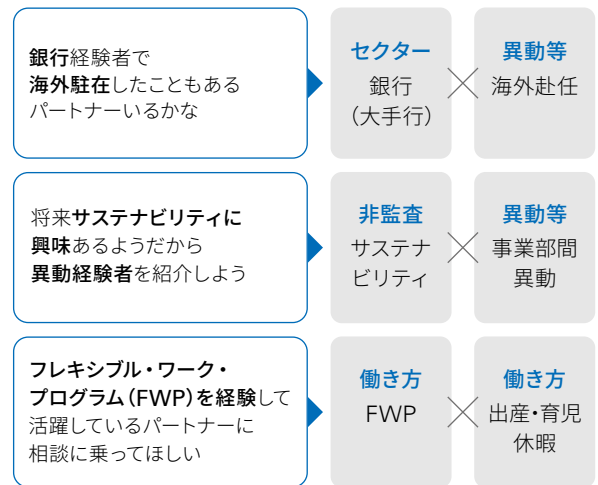 銀行経験者で
海外駐在したこともある
パートナーいるかな
セクター
銀行
（大手行）
異動等
海外赴任
将来サステナビリティに
興味あるようだから
異動経験者を紹介しよう
非監査
サステナ
ビリティ
異動等
事業部間
異動
フレキシブル・ワーク・
プログラム（FWP）を経験して
活躍しているパートナーに
相談に乗ってほしい
働き方
FWP
働き方
出産・育児
休暇